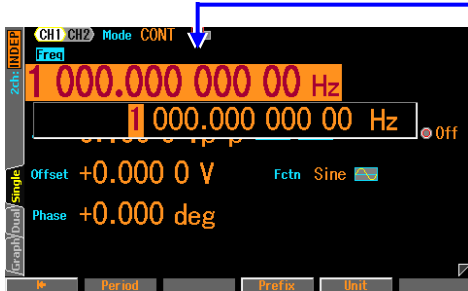 2ch:INDEP
CH1 CH2 Mode CONT
Freq
1 000.000 000 00 Hz
1 000.000 000 00 Hz
Off
Offset +0.000 0 V Fctn Sine
Phase +0.000 deg
Single
Graph/Dual
Period Prefix Unit